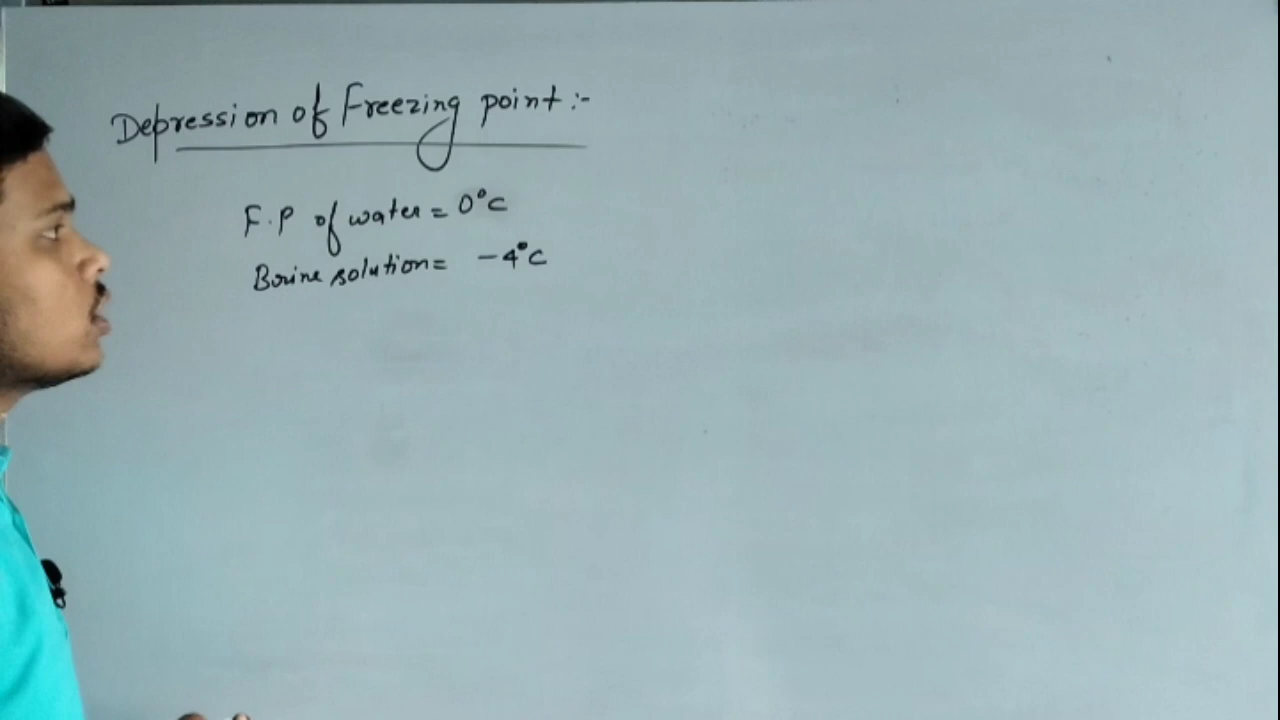 Depression of Freezing point :-
F.P of water = 0°C
Brine solution = -4°C